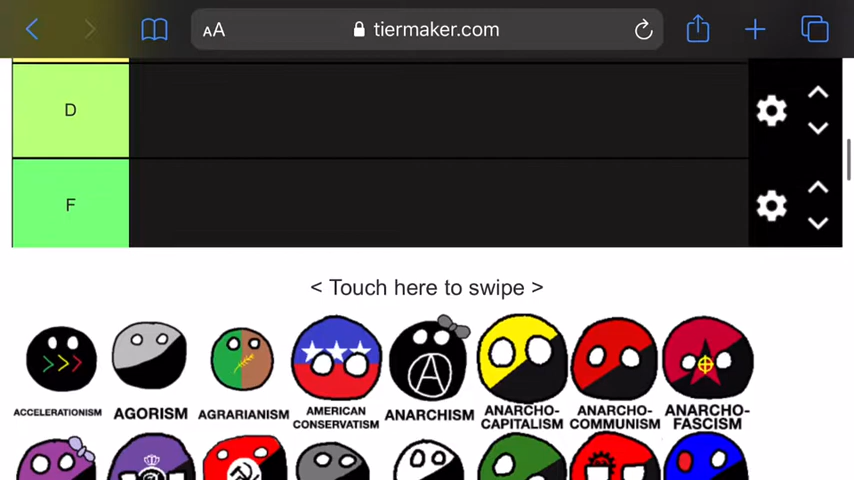 AA tiermaker.com
D
F
< Touch here to swipe >
ACCELERATIONISM AGORISM AGRARIANISM AMERICAN CONSERVATISM ANARCHISM ANARCHO-CAPITALISM ANARCHO-COMMUNISM ANARCHO-FASCISM